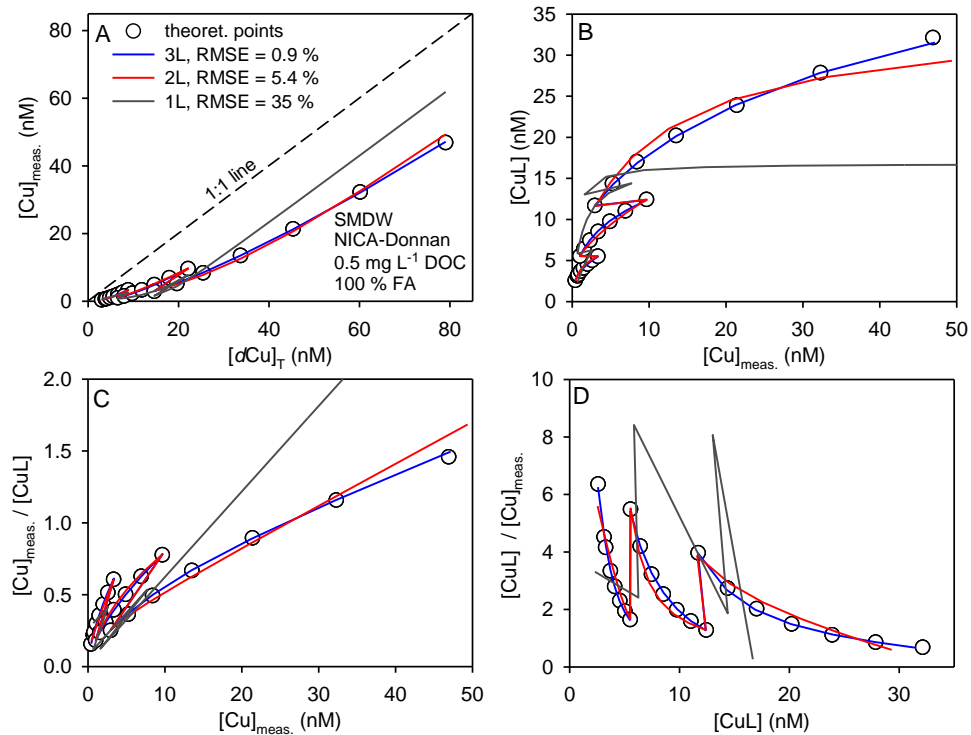 A
theoret. points
3L, RMSE = 0.9 %
2L, RMSE = 5.4 %
1L, RMSE = 35 %
1:1 line
SMDW
NICA-Donnan
0.5 mg L⁻¹ DOC
100 % FA
[Cu]meas. (nM)
80
60
40
20
0
0 20 40 60 80
[dCu]T (nM)
B
[CuL] (nM)
35
30
25
20
15
10
5
0
0 10 20 30 40 50
[Cu]meas. (nM)
C
[Cu]meas. / [CuL]
2.0
1.5
1.0
0.5
0.0
0 10 20 30 40 50
[Cu]meas. (nM)
D
[CuL] / [Cu]meas.
10
8
6
4
2
0
0 10 20 30
[CuL] (nM)